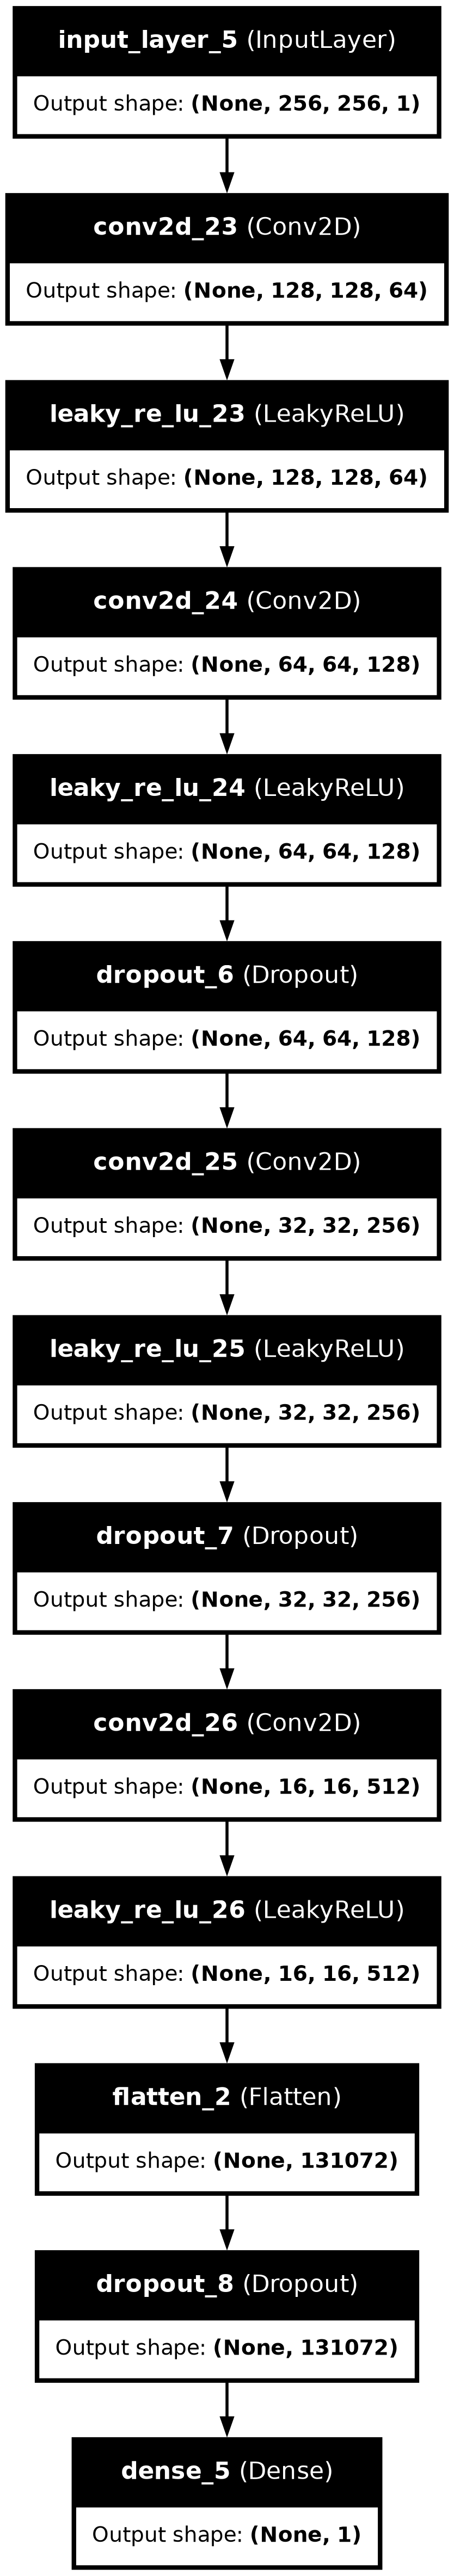 input_layer_5 (InputLayer)
Output shape: (None, 256, 256, 1)
conv2d_23 (Conv2D)
Output shape: (None, 128, 128, 64)
leaky_re_lu_23 (LeakyReLU)
Output shape: (None, 128, 128, 64)
conv2d_24 (Conv2D)
Output shape: (None, 64, 64, 128)
leaky_re_lu_24 (LeakyReLU)
Output shape: (None, 64, 64, 128)
dropout_6 (Dropout)
Output shape: (None, 64, 64, 128)
conv2d_25 (Conv2D)
Output shape: (None, 32, 32, 256)
leaky_re_lu_25 (LeakyReLU)
Output shape: (None, 32, 32, 256)
dropout_7 (Dropout)
Output shape: (None, 32, 32, 256)
conv2d_26 (Conv2D)
Output shape: (None, 16, 16, 512)
leaky_re_lu_26 (LeakyReLU)
Output shape: (None, 16, 16, 512)
flatten_2 (Flatten)
Output shape: (None, 131072)
dropout_8 (Dropout)
Output shape: (None, 131072)
dense_5 (Dense)
Output shape: (None, 1)